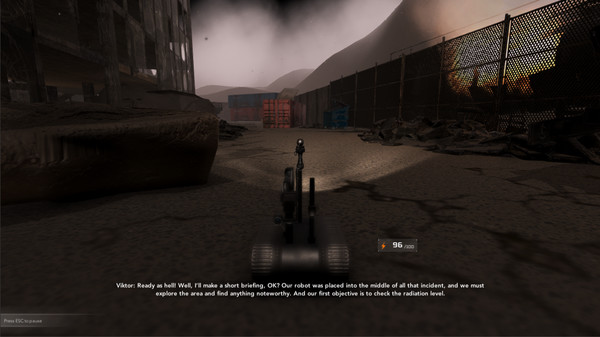 96
Viktor: Ready as hell! Well, I'll make a short briefing, OK? Our robot was placed into the middle of all that incident, and we must
explore the area and find anything noteworthy. And our first objective is to check the radiation level.
Press ESC to pause